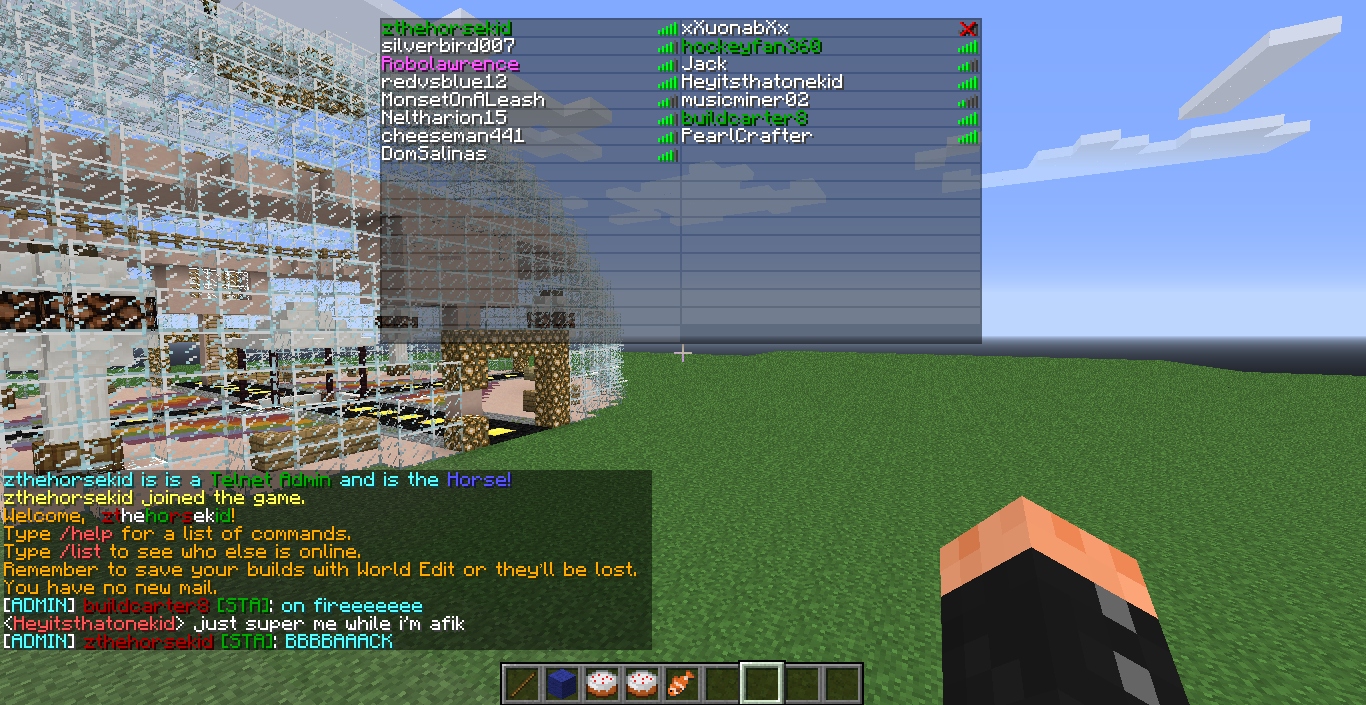 zthehorsekid
silverbird007
Robolawrence
redvsblue12
MonsetOnALeash
Neltharion15
cheeseman441
DomSalinas
xXuonabXx
hockeyfan360
Jack
Heyitsthatonekid
musicminer02
buildcarter8
PearlCrafter
zthehorsekid is is a Telnet Admin and is the Horse!
zthehorsekid joined the game.
Welcome, zthehorsekid!
Type /help for a list of commands.
Type /list to see who else is online.
Remember to save your builds with World Edit or they'll be lost.
You have no new mail.
[ADMIN] buildcarter8 [STA]: on fireeeeeee
<Heyitsthatonekid> just super me while i'm afik
[ADMIN] zthehorsekid [STA]: BBBBAAACK